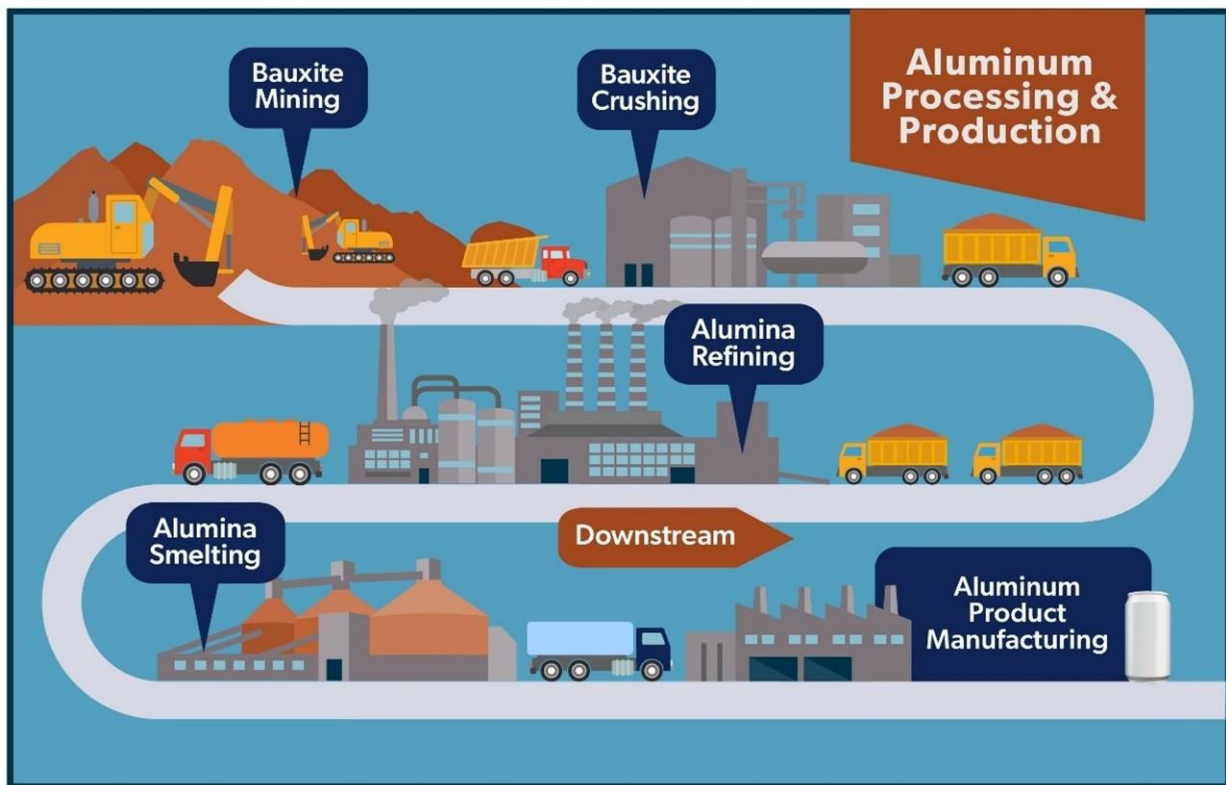 Aluminum
Processing &
Production
Bauxite
Mining
Bauxite
Crushing
Alumina
Refining
Alumina
Smelting
Downstream
Aluminum
Product
Manufacturing